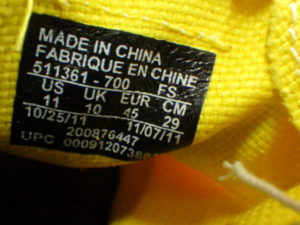 MADE IN CHINA
FABRIQUE EN CHINE
511361 - 700 FS
US UK EUR CM
11 10 45 29
10/25/11 11/07/11
200876447
UPC